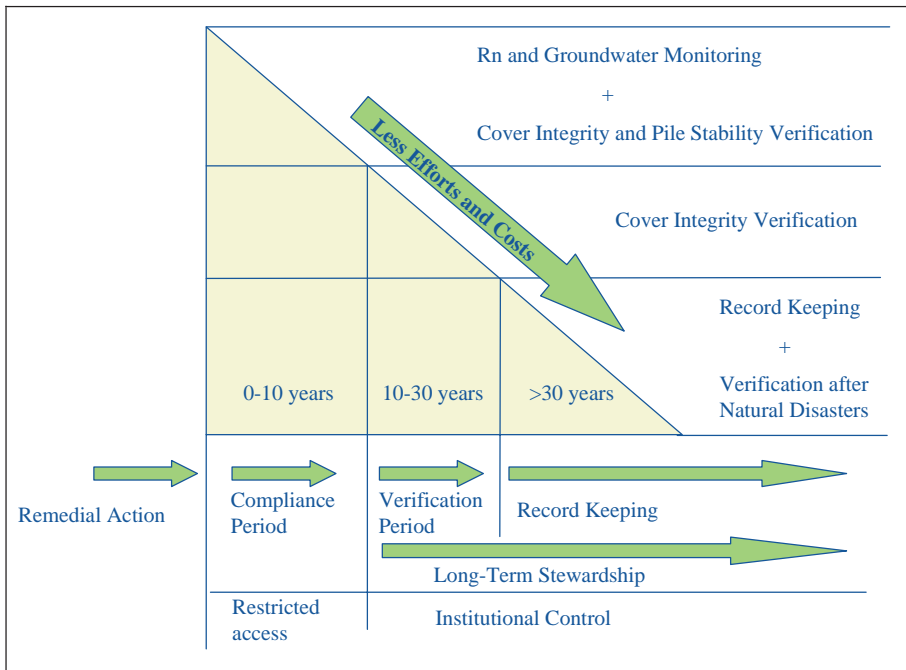 Rn and Groundwater Monitoring
+
Cover Integrity and Pile Stability Verification
Less Efforts and Costs
Cover Integrity Verification
Record Keeping
+
Verification after
Natural Disasters
0-10 years
10-30 years
>30 years
Remedial Action
Compliance
Period
Verification
Period
Record Keeping
Long-Term Stewardship
Restricted
access
Institutional Control